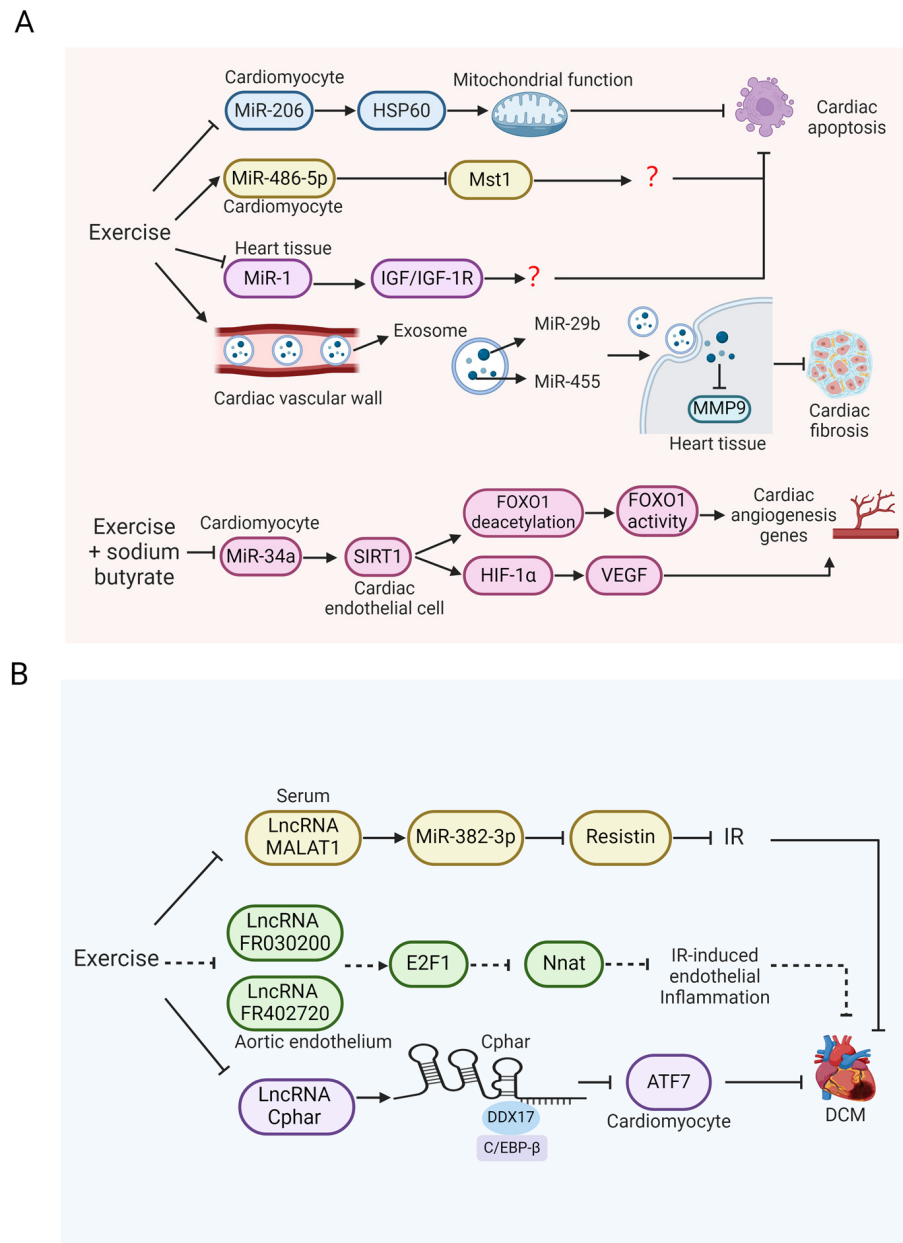 A
Cardiomyocyte
MiR-206
HSP60
Mitochondrial function
Cardiac
apoptosis
MiR-486-5p
Cardiomyocyte
Mst1
?
Exercise
Heart tissue
MiR-1
IGF/IGF-1R
?
Exosome
Cardiac vascular wall
MiR-29b
MiR-455
MMP9
Heart tissue
Cardiac
fibrosis
Exercise
+ sodium
butyrate
Cardiomyocyte
MiR-34a
SIRT1
Cardiac
endothelial cell
FOXO1
deacetylation
FOXO1
activity
Cardiac
angiogenesis
genes
HIF-1α
VEGF
B
Serum
LncRNA
MALAT1
MiR-382-3p
Resistin
IR
Exercise
LncRNA
FR030200
LncRNA
FR402720
Aortic endothelium
E2F1
Nnat
IR-induced
endothelial
Inflammation
LncRNA
Cphar
Cphar
DDX17
C/EBP-β
ATF7
Cardiomyocyte
DCM